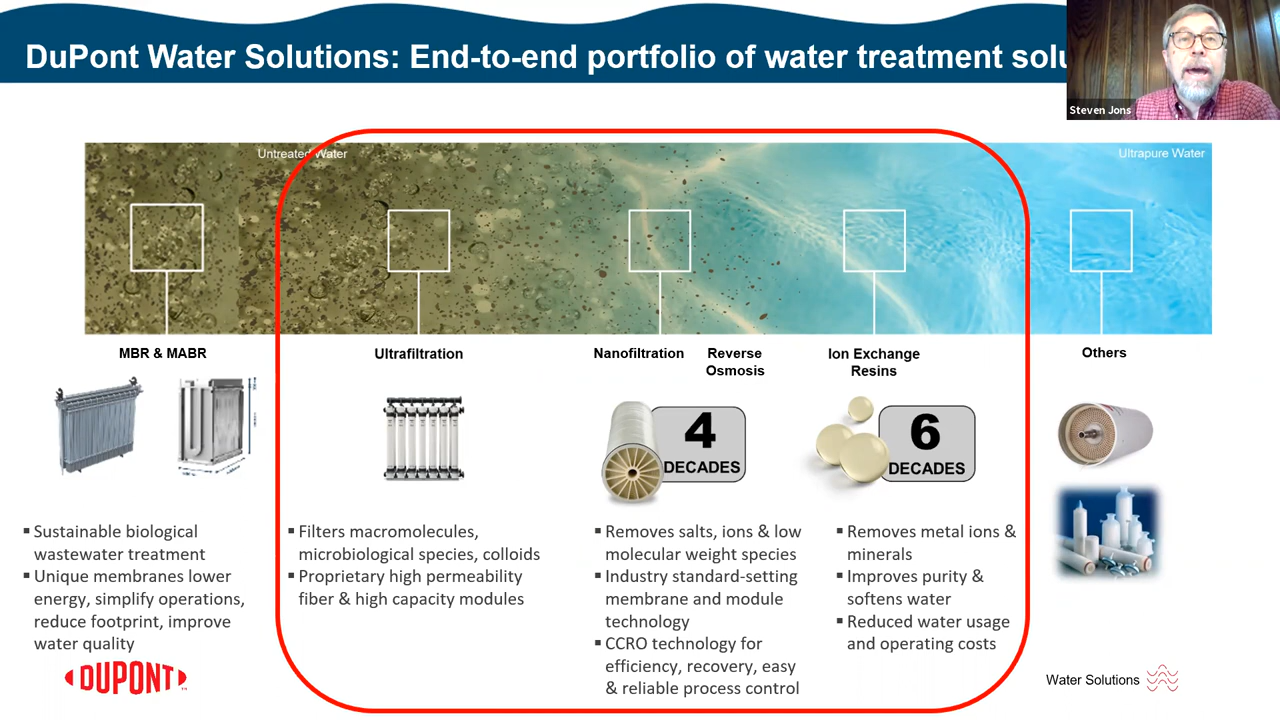 DuPont Water Solutions: End-to-end portfolio of water treatment
Steven Jons
Untreated Water
Ultrapure Water
MBR & MABR
Ultrafiltration
Nanofiltration
Reverse
Osmosis
Ion Exchange
Resins
Others
4
DECADES
6
DECADES
▪ Sustainable biological
wastewater treatment
▪ Unique membranes lower
energy, simplify operations,
reduce footprint, improve
water quality
▪ Filters macromolecules,
microbiological species, colloids
▪ Proprietary high permeability
fiber & high capacity modules
▪ Removes salts, ions & low
molecular weight species
▪ Industry standard-setting
membrane and module
technology
▪ CCRO technology for
efficiency, recovery, easy
& reliable process control
▪ Removes metal ions &
minerals
▪ Improves purity &
softens water
▪ Reduced water usage
and operating costs
DUPONT
Water Solutions